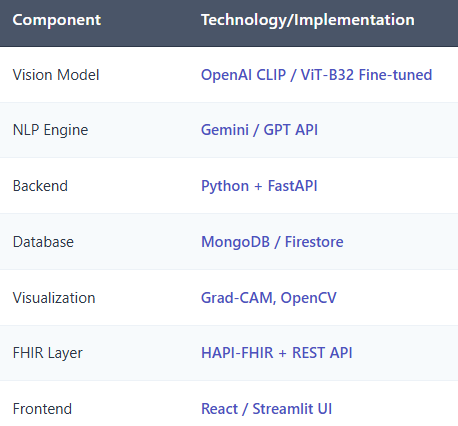 Component Technology/Implementation
Vision Model OpenAI CLIP / ViT-B32 Fine-tuned
NLP Engine Gemini / GPT API
Backend Python + FastAPI
Database MongoDB / Firestore
Visualization Grad-CAM, OpenCV
FHIR Layer HAPI-FHIR + REST API
Frontend React / Streamlit UI